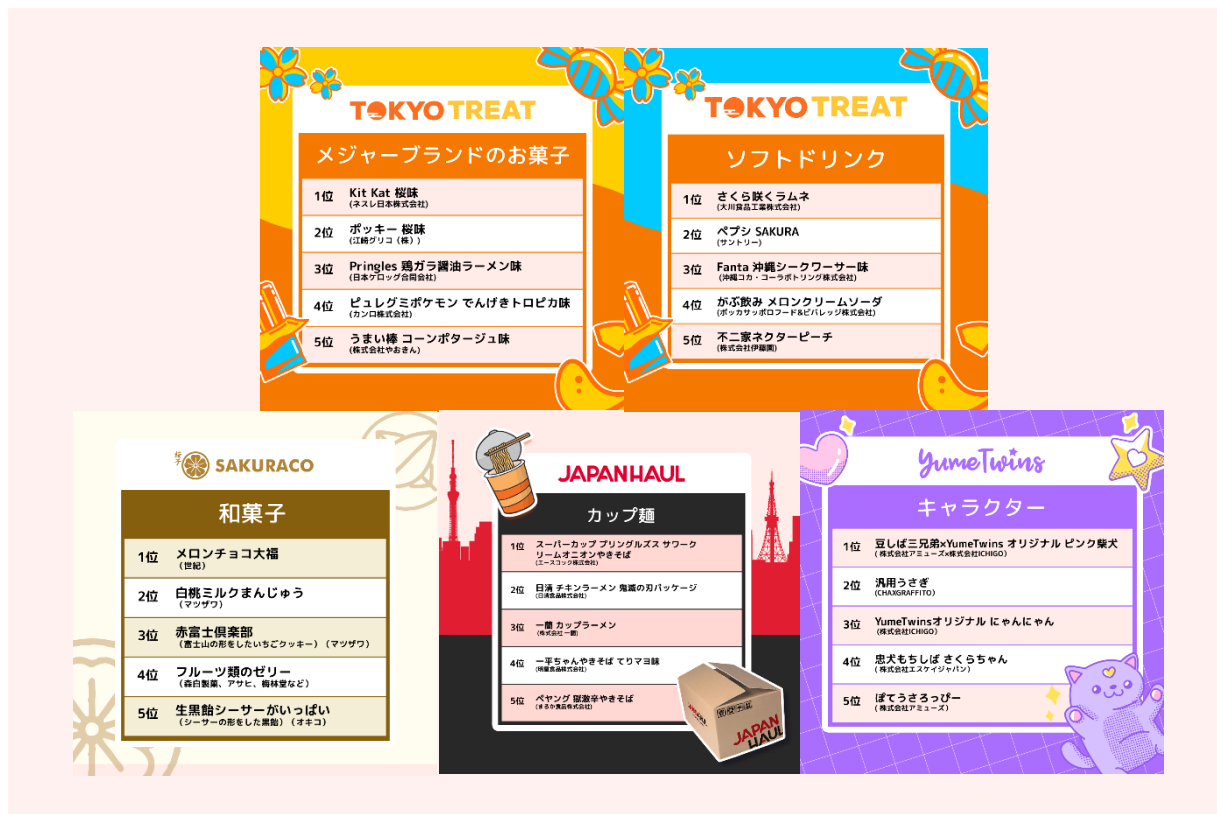 TOKYO TREAT
メジャーブランドのお菓子
1位 Kit Kat 桜味
(ネスレ日本株式会社)
2位 ポッキー 桜味
(江崎グリコ（株）)
3位 Pringles 鶏ガラ醤油ラーメン味
(日本ケロッグ合同会社)
4位 ピュレグミポケモン でんげきトロピカ味
(カンロ株式会社)
5位 うまい棒 コーンポタージュ味
(株式会社やおきん)
TOKYO TREAT
ソフトドリンク
1位 さくら咲くラムネ
(大川食品工業株式会社)
2位 ペプシ SAKURA
(サントリー)
3位 Fanta 沖縄シークワーサー味
(沖縄コカ・コーラボトリング株式会社)
4位 がぶ飲み メロンクリームソーダ
(ポッカサッポロフード&ビバレッジ株式会社)
5位 不二家ネクターピーチ
(株式会社伊藤園)
桜子 SAKURACO
和菓子
1位 メロンチョコ大福
（世紀）
2位 白桃ミルクまんじゅう
（マツザワ）
3位 赤富士倶楽部
（富士山の形をしたいちごクッキー）（マツザワ）
4位 フルーツ類のゼリー
（森白製菓、アサヒ、梅林堂など）
5位 生黒飴シーサーがいっぱい
（シーサーの形をした黒飴）（オキコ）
JAPANHAUL
カップ麺
1位 スーパーカップ プリングルズス サワーク
リームオニオンやきそば
(エースコック株式会社)
2位 日清 チキンラーメン 鬼滅の刃パッケージ
(日清食品株式会社)
3位 一蘭 カップラーメン
(株式会社一蘭)
4位 一平ちゃんやきそば てりマヨ味
(明星食品株式会社)
5位 ペヤング 獄激辛やきそば
(まるか食品株式会社)
JAPANHAUL
JAPAN
HAUL
YumeTwins
キャラクター
1位 豆しば三兄弟×YumeTwins オリジナル ピンク柴犬
( 株式会社アミューズ×株式会社ICHIGO)
2位 汎用うさぎ
(CHAXGRAFFITO)
3位 YumeTwinsオリジナル にゃんにゃん
(株式会社ICHIGO)
4位 忠犬もちしば さくらちゃん
( 株式会社エスケイジャパン)
5位 ぽてうさろっぴー
( 株式会社アミューズ)